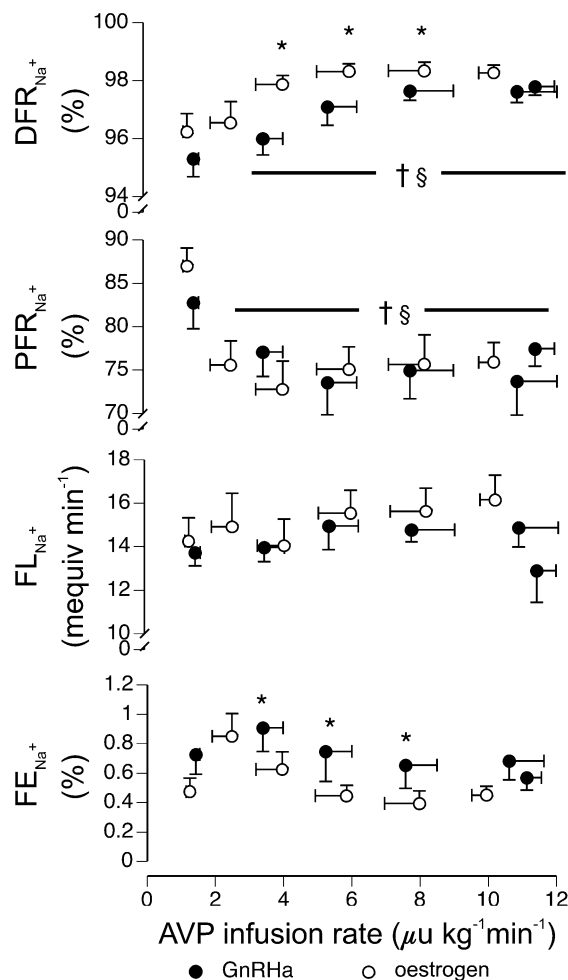 100
98
96
94
0
DFR Na+
(%)
* * *
† §
90
85
80
75
70
0
PFR Na+
(%)
† §
18
16
14
12
10
0
FL Na+
(mequiv min-1)
1.2
1
0.8
0.6
0.4
0.2
0
FE Na+
(%)
* * *
0 2 4 6 8 10 12
AVP infusion rate (μu kg-1min-1)
● GnRHa ○ oestrogen